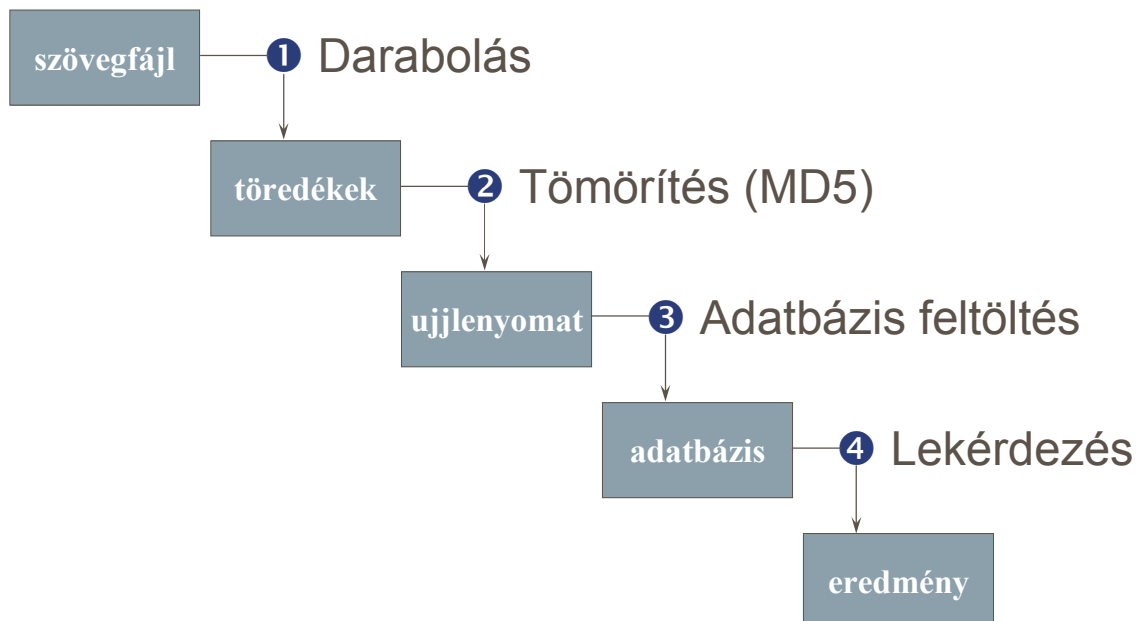 szövegfájl
❶ Darabolás
töredékek
❷ Tömörítés (MD5)
ujjlenyomat
❸ Adatbázis feltöltés
adatbázis
❹ Lekérdezés
eredmény